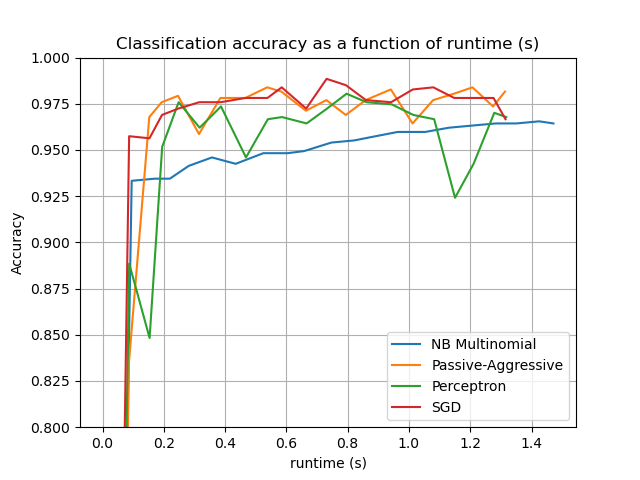 Classification accuracy as a function of runtime (s)
1.000
0.975
0.950
0.925
0.900
0.875
0.850
0.825
0.800
Accuracy
NB Multinomial
Passive-Aggressive
Perceptron
SGD
0.0 0.2 0.4 0.6 0.8 1.0 1.2 1.4
runtime (s)